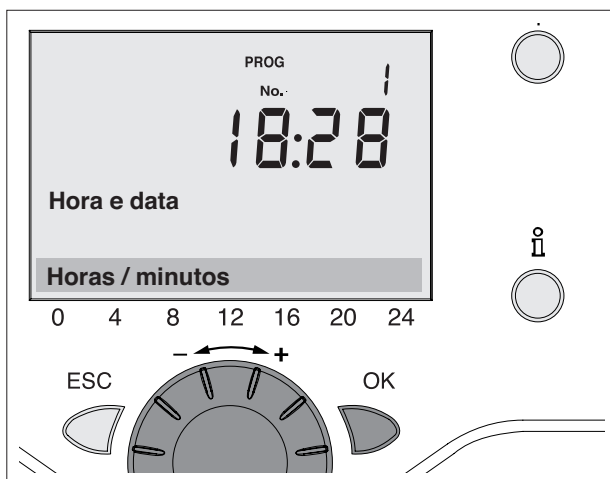 PROG
No. 1
18:28
Hora e data
Horas / minutos
0 4 8 12 16 20 24
− +
ESC OK
i